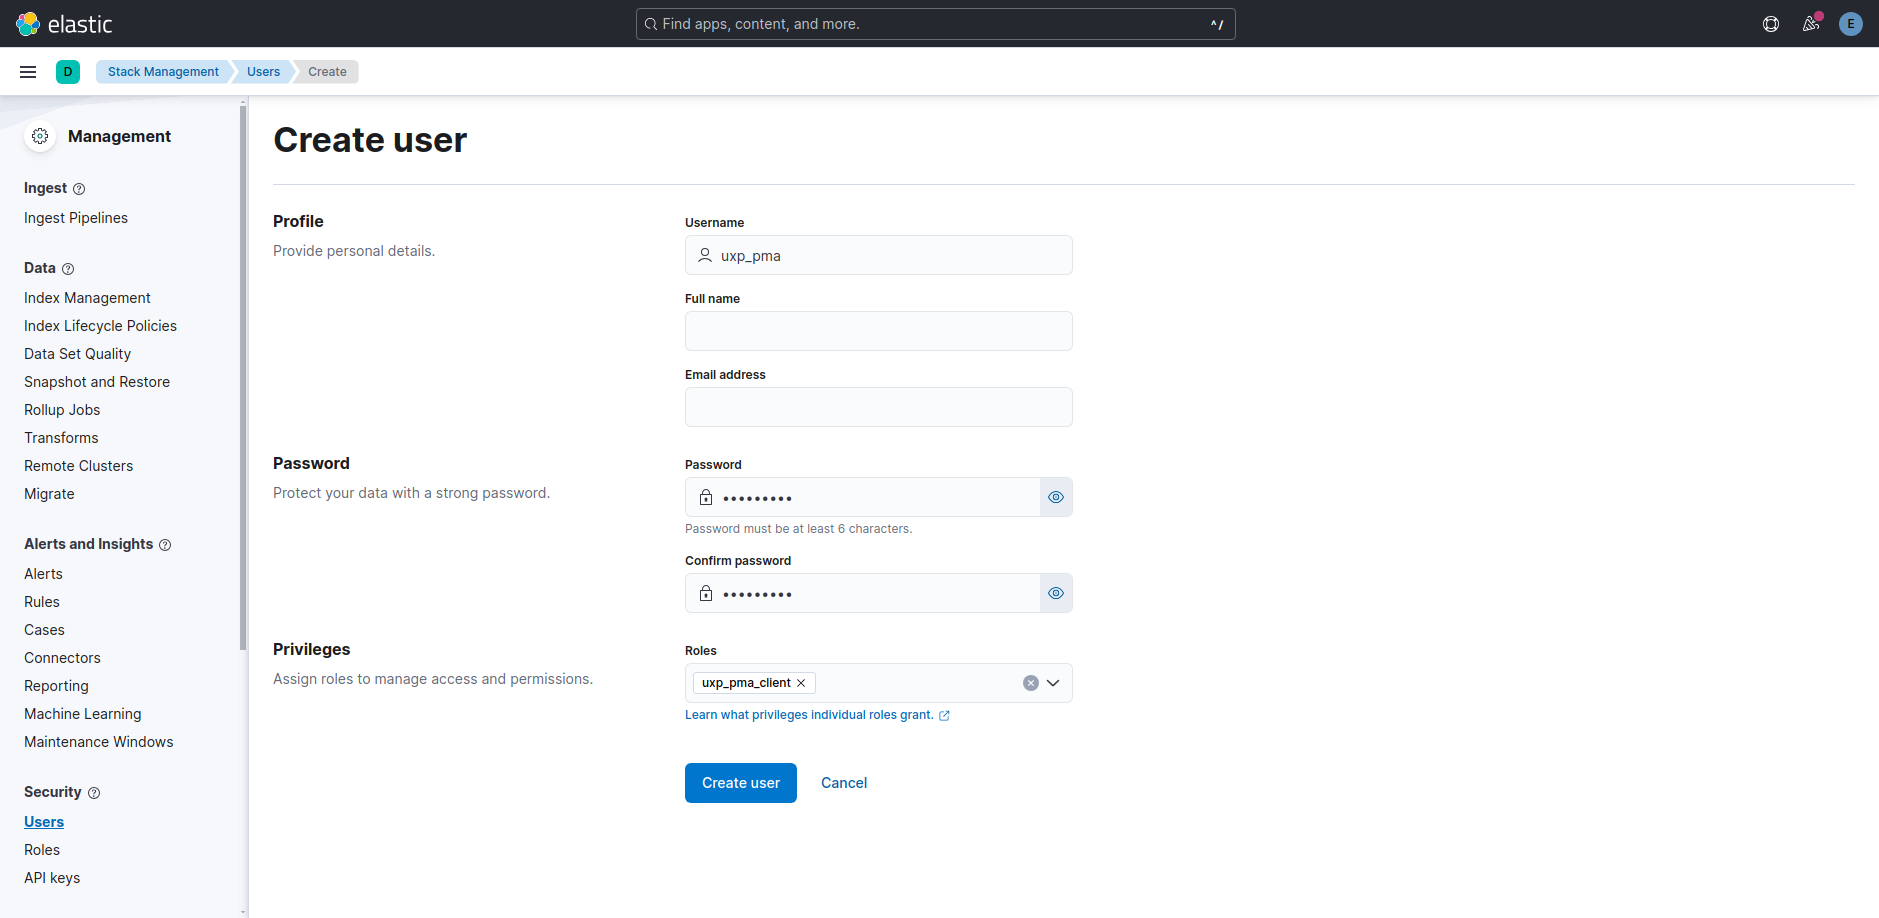 elastic
Find apps, content, and more.
^/
E
D
Stack Management
Users
Create
Management
Ingest
Ingest Pipelines
Data
Index Management
Index Lifecycle Policies
Data Set Quality
Snapshot and Restore
Rollup Jobs
Transforms
Remote Clusters
Migrate
Alerts and Insights
Alerts
Rules
Cases
Connectors
Reporting
Machine Learning
Maintenance Windows
Security
Users
Roles
API keys
Create user
Profile
Provide personal details.
Username
uxp_pma
Full name
Email address
Password
Protect your data with a strong password.
Password
•••••••••
Password must be at least 6 characters.
Confirm password
•••••••••
Privileges
Assign roles to manage access and permissions.
Roles
uxp_pma_client
Learn what privileges individual roles grant.
Create user
Cancel